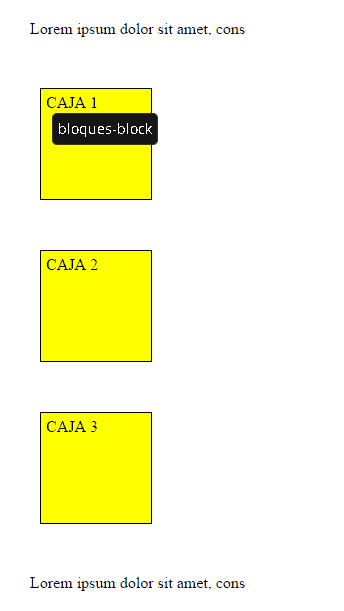 Lorem ipsum dolor sit amet, cons
CAJA 1
bloques-block
CAJA 2
CAJA 3
Lorem ipsum dolor sit amet, cons